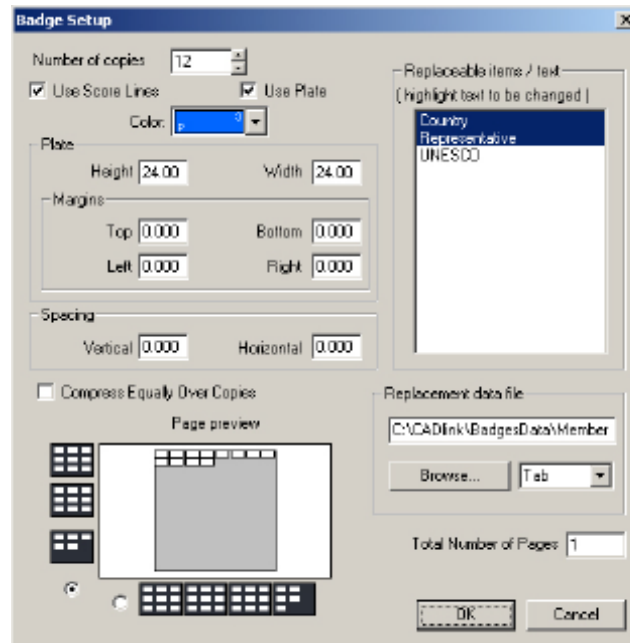 Badge Setup
Number of copies 12
Use Score Lines Use Plate
Color: p 3
Plate
Height 24.00 Width 24.00
Margins
Top 0.000 Bottom 0.000
Left 0.000 Right 0.000
Spacing
Vertical 0.000 Horizontal 0.000
Compress Equally Over Copies
Page preview
Replaceable items / text
( highlight text to be changed )
Country
Representative
UNESCO
Replacement data file
C:\CADlink\BadgesData\Member
Browse... Tab
Total Number of Pages 1
OK Cancel